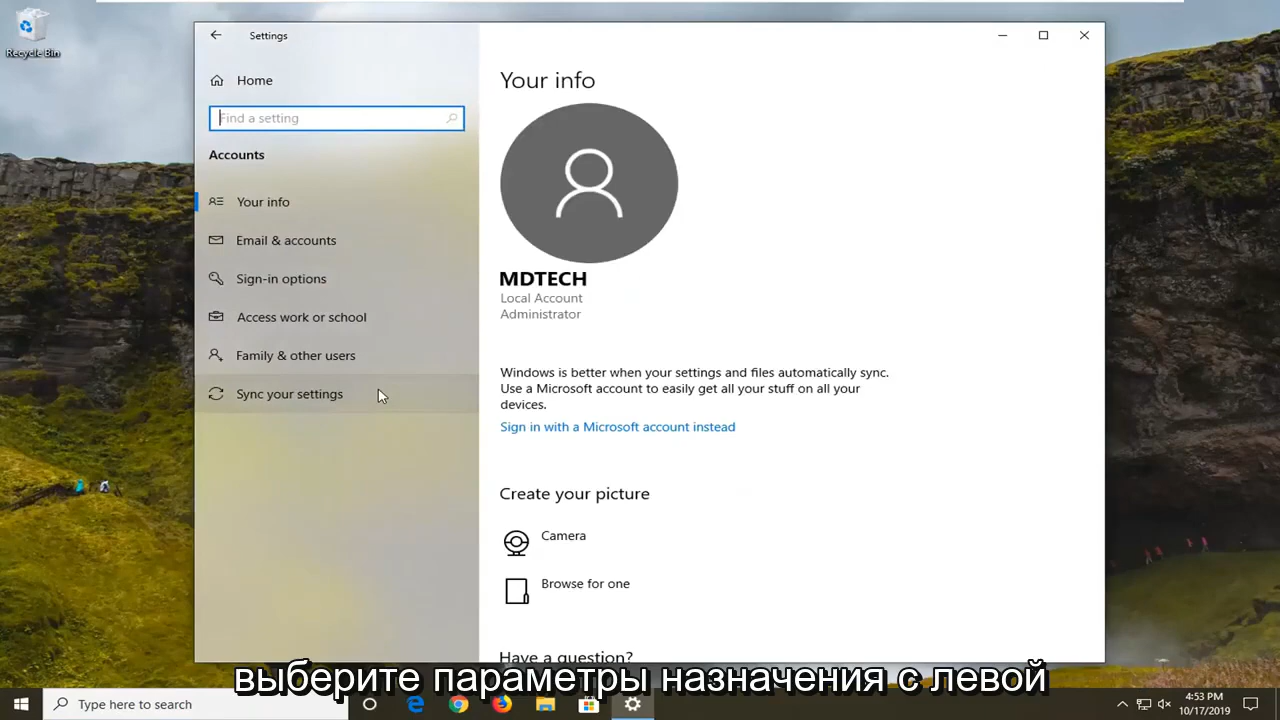 Recycle Bin
Settings
Home
Find a setting
Accounts
Your info
Email & accounts
Sign-in options
Access work or school
Family & other users
Sync your settings
Your info
MDTECH
Local Account
Administrator
Windows is better when your settings and files automatically sync.
Use a Microsoft account to easily get all your stuff on all your
devices.
Sign in with a Microsoft account instead
Create your picture
Camera
Browse for one
Have a question?
выберите параметры назначения с левой
Type here to search
4:53 PM
10/17/2019